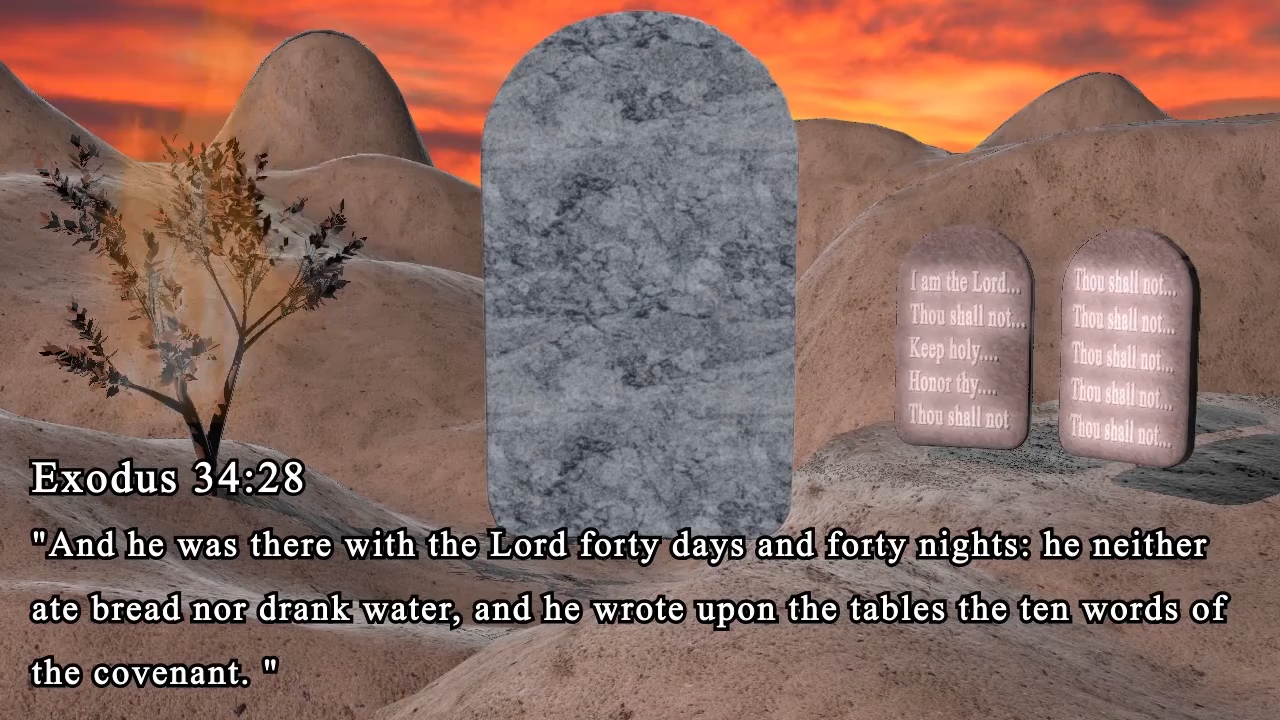 I am the Lord...
Thou shall not...
Keep holy....
Honor thy....
Thou shall not
Thou shall not...
Thou shall not...
Thou shall not...
Thou shall not...
Thou shall not...
Exodus 34:28
"And he was there with the Lord forty days and forty nights: he neither
ate bread nor drank water, and he wrote upon the tables the ten words of
the covenant. "